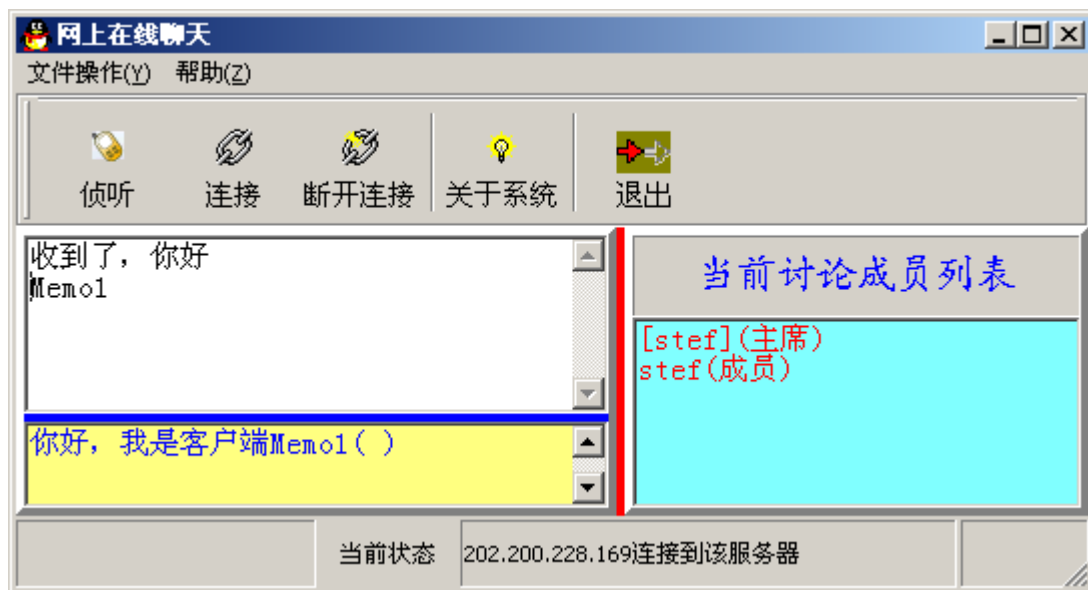 网上在线聊天
文件操作(Y) 帮助(Z)
侦听 连接 断开连接 关于系统 退出
收到了，你好
Memo1
你好，我是客户端Memo1( )
当前讨论成员列表
[stef](主席)
stef(成员)
当前状态 202.200.228.169连接到该服务器